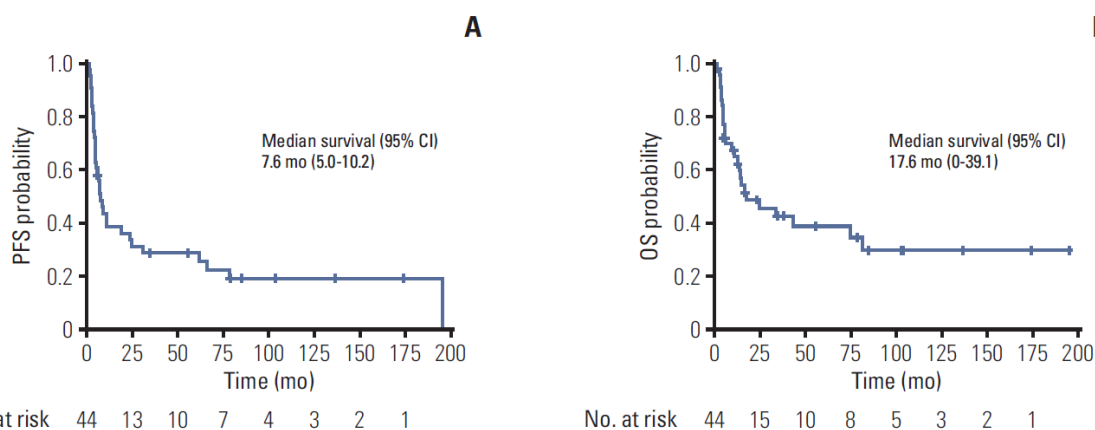 A
1.0
0.8
0.6
0.4
0.2
0
PFS probability
Median survival (95% CI)
7.6 mo (5.0-10.2)
0 25 50 75 100 125 150 175 200
Time (mo)
at risk 44 13 10 7 4 3 2 1
1.0
0.8
0.6
0.4
0.2
0
OS probability
Median survival (95% CI)
17.6 mo (0-39.1)
0 25 50 75 100 125 150 175 200
Time (mo)
No. at risk 44 15 10 8 5 3 2 1